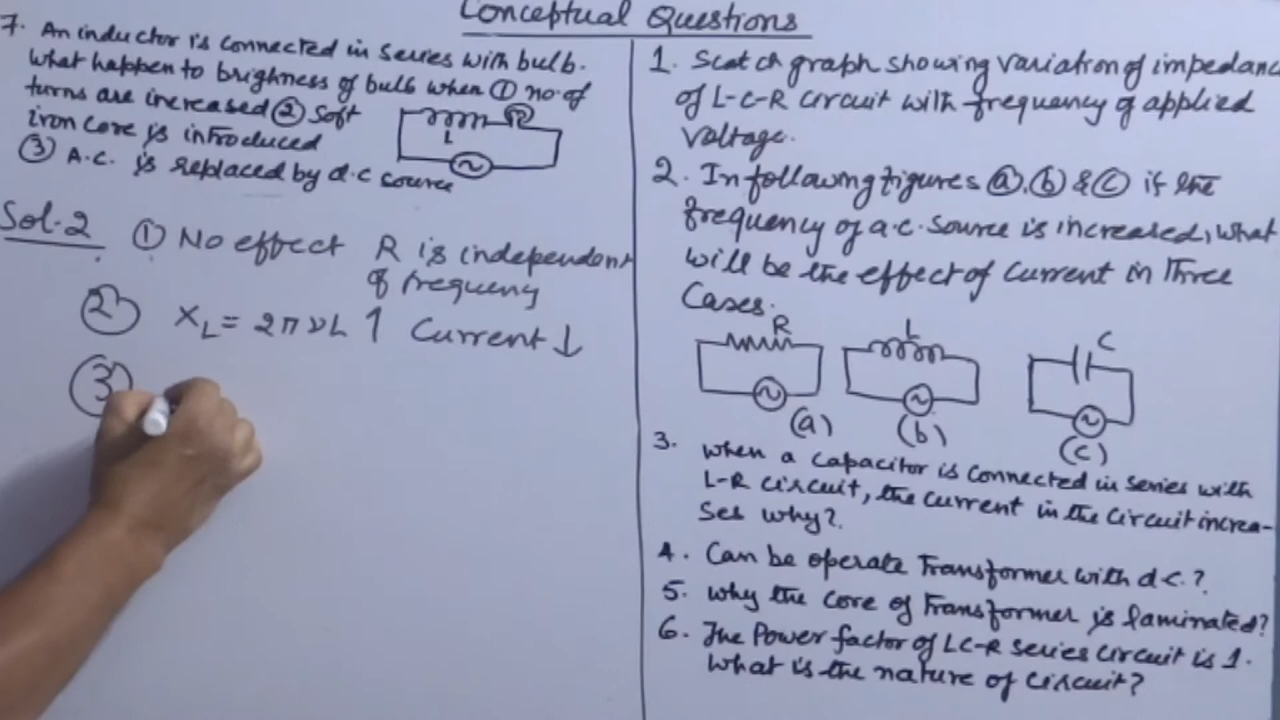 Conceptual Questions
7. An inductor is connected in series with bulb.
What happen to brightness of bulb when ① no. of
turns are increased ② Soft
iron core is introduced
③ A.C. is replaced by d.c source
L
Sol. 2 ① No effect R is independent
of frequency
② XL = 2πνL ↑ Current ↓
③
1. Scetch graph showing variation of impedanc
of L-C-R circuit with frequency of applied
voltage.
2. In following figures ⓐ, ⓑ & ⓒ if the
frequency of a.c. source is increased, what
will be the effect of Current in three
Cases.
R L C
(a) (b) (c)
3. when a capacitor is connected in series with
L-R circuit, the current in the circuit increa-
ses why?
4. Can be operate Transformer with d.c.?
5. why the core of Transformer is laminated?
6. The Power factor of LC-R series circuit is 1.
What is the nature of circuit?